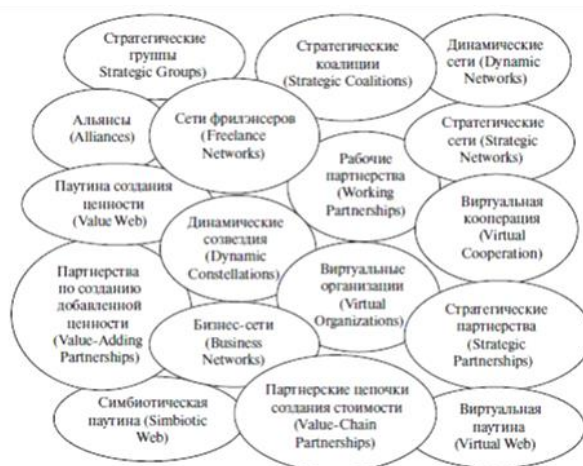 Стратегические
группы
Strategic Groups)
Стратегические
коалиции
(Strategic Coalitions)
Динамические
сети (Dynamic
Networks)
Альянсы
(Alliances)
Сети фрилэнсеров
(Freelance
Networks)
Рабочие
партнерства
(Working
Partnerships)
Стратегические
сети (Strategic
Networks)
Паутина создания
ценности
(Value Web)
Динамические
созвездия
(Dynamic
Constellations)
Виртуальная
кооперация
(Virtual
Cooperation)
Партнерства
по созданию
добавленной
ценности
(Value-Adding
Partnerships)
Виртуальные
организации
(Virtual
Organizations)
Бизнес-сети
(Business
Networks)
Стратегические
партнерства
(Strategic
Partnerships)
Симбиотическая
паутина (Simbiotic
Web)
Партнерские цепочки
создания стоимости
(Value-Chain
Partnerships)
Виртуальная
паутина
(Virtual Web)